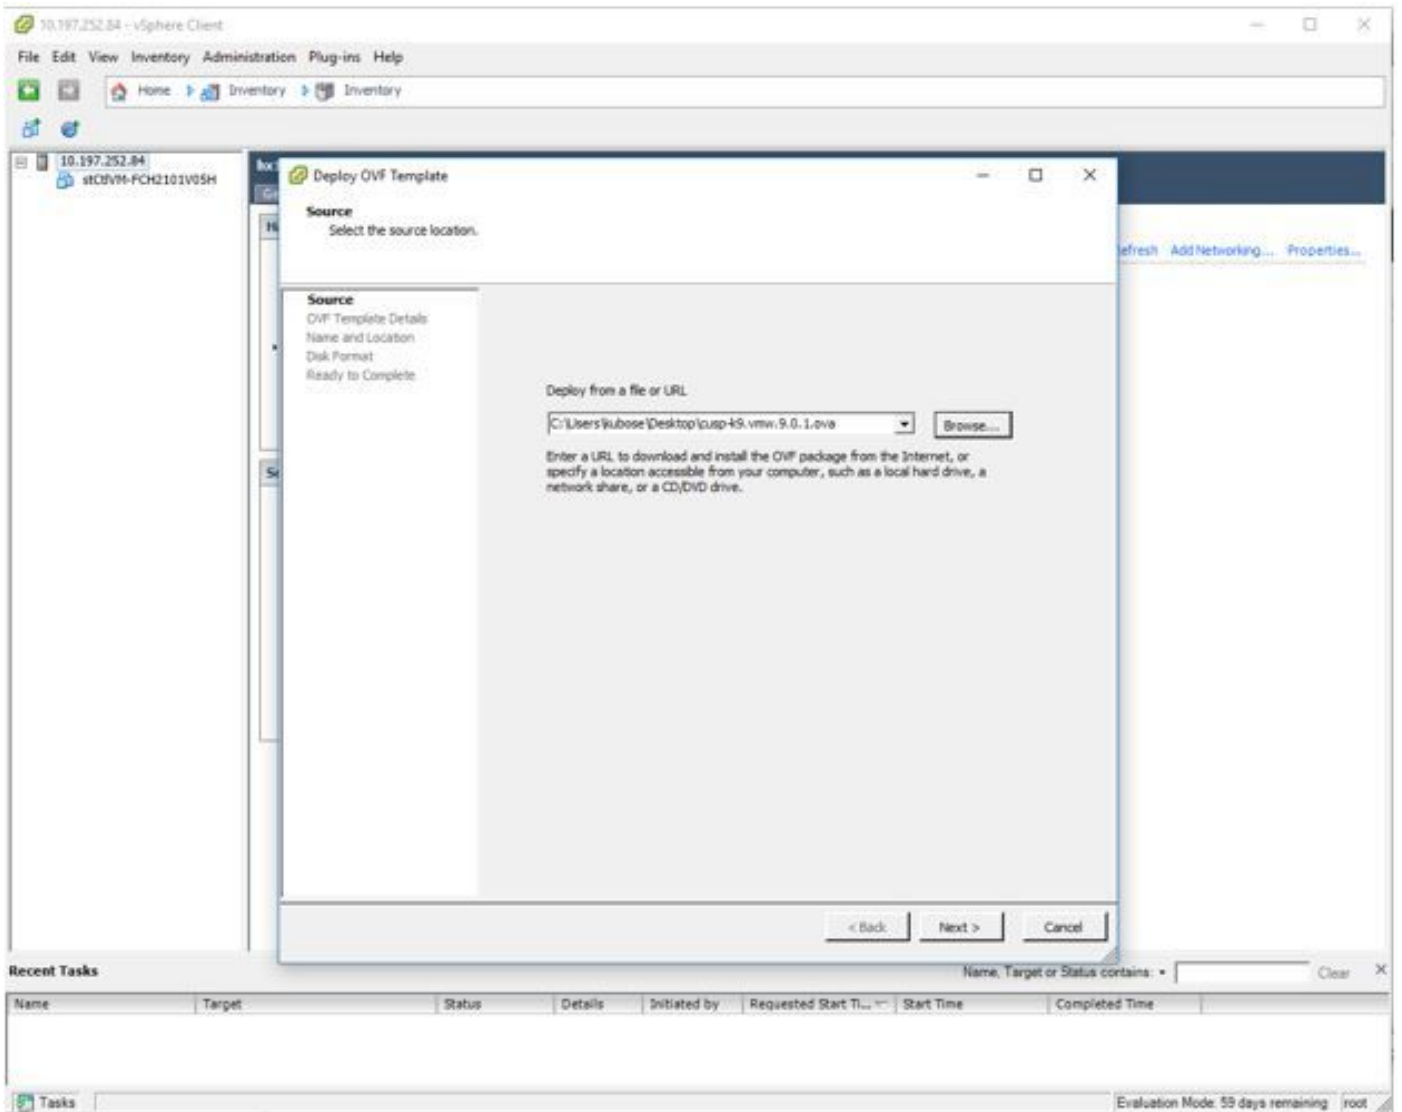 10.197.252.84 - vSphere Client
File Edit View Inventory Administration Plug-ins Help
Home Inventory Inventory
10.197.252.84
stCtlVM-FCH2101V05H
Deploy OVF Template
Source
Select the source location.
efresh Add Networking... Properties...
Source
OVF Template Details
Name and Location
Disk Format
Ready to Complete
Deploy from a file or URL
C:\Users\kubose\Desktop\cusp-k9.vmw.9.0.1.ova Browse...
Enter a URL to download and install the OVF package from the Internet, or
specify a location accessible from your computer, such as a local hard drive, a
network share, or a CD/DVD drive.
< Back Next > Cancel
Recent Tasks Name, Target or Status contains: Clear
Name Target Status Details Initiated by Requested Start Ti... Start Time Completed Time
Tasks Evaluation Mode: 59 days remaining root